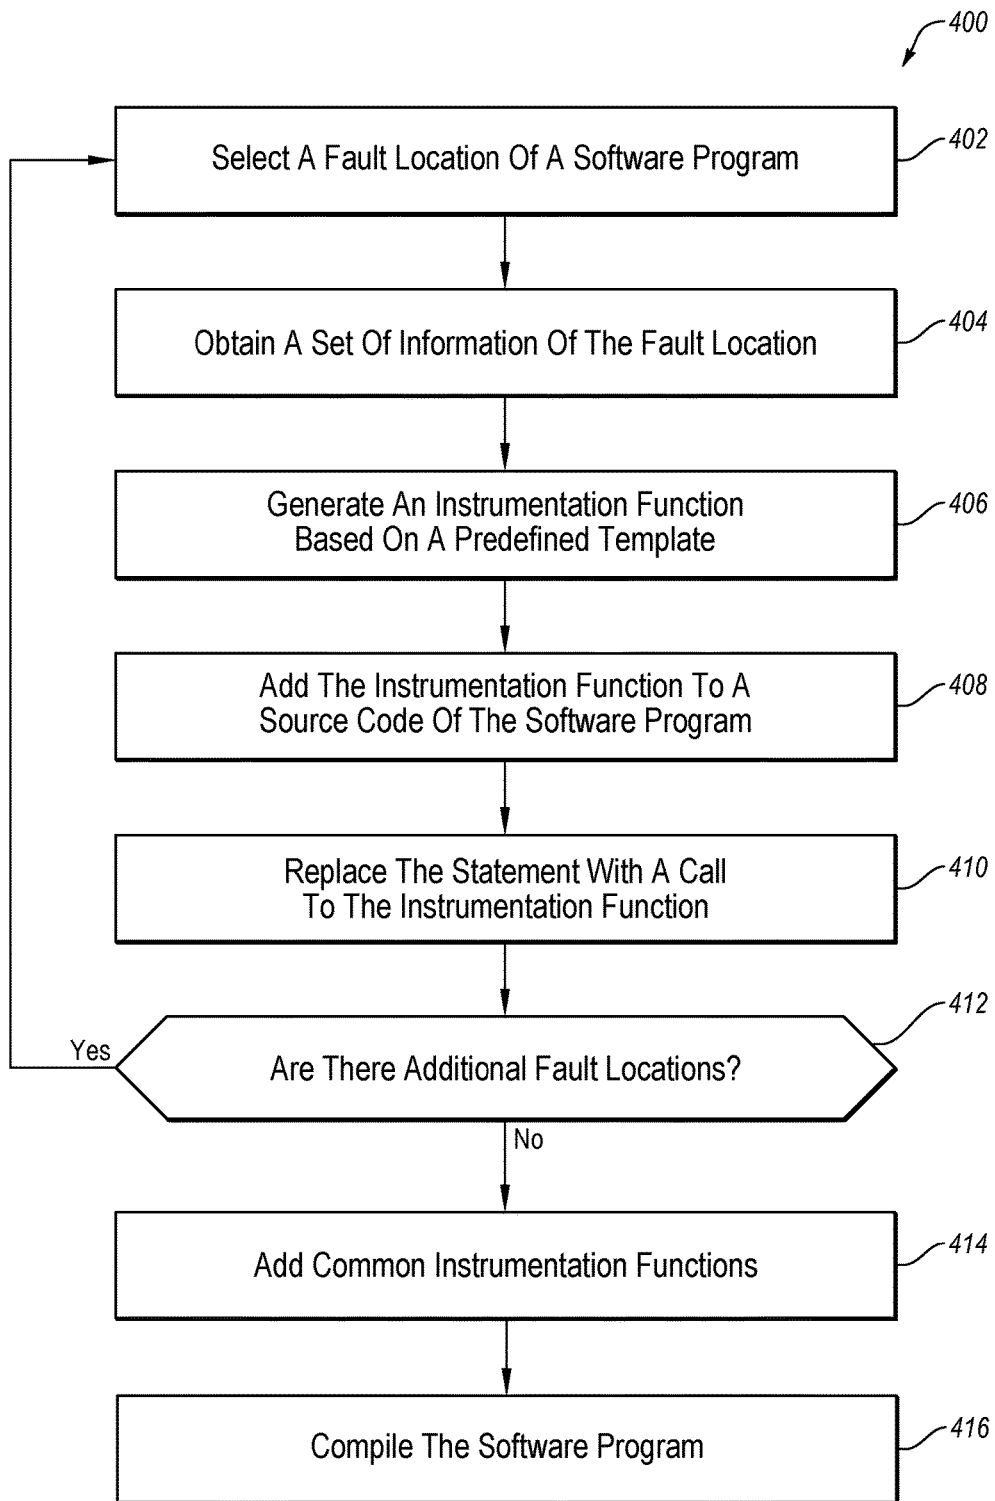 400
Select A Fault Location Of A Software Program
402
Obtain A Set Of Information Of The Fault Location
404
Generate An Instrumentation Function
Based On A Predefined Template
406
Add The Instrumentation Function To A
Source Code Of The Software Program
408
Replace The Statement With A Call
To The Instrumentation Function
410
412
Yes
Are There Additional Fault Locations?
No
Add Common Instrumentation Functions
414
Compile The Software Program
416